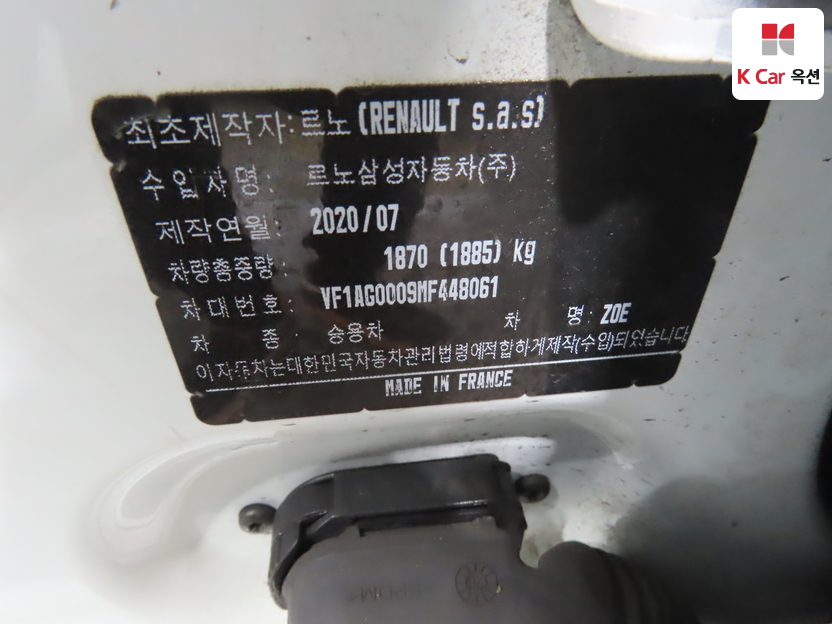 K Car 옥션
최초제작자: 르노 (RENAULT s.a.s)
수입자명: 르노삼성자동차(주)
제작연월: 2020/07
차량총중량: 1870 (1885) Kg
차대번호: VF1AG0009MF448061
차 종: 승용차 차 명: ZOE
이자동차는대한민국자동차관리법령에적합하게제작(수입)되었습니다.
MADE IN FRANCE